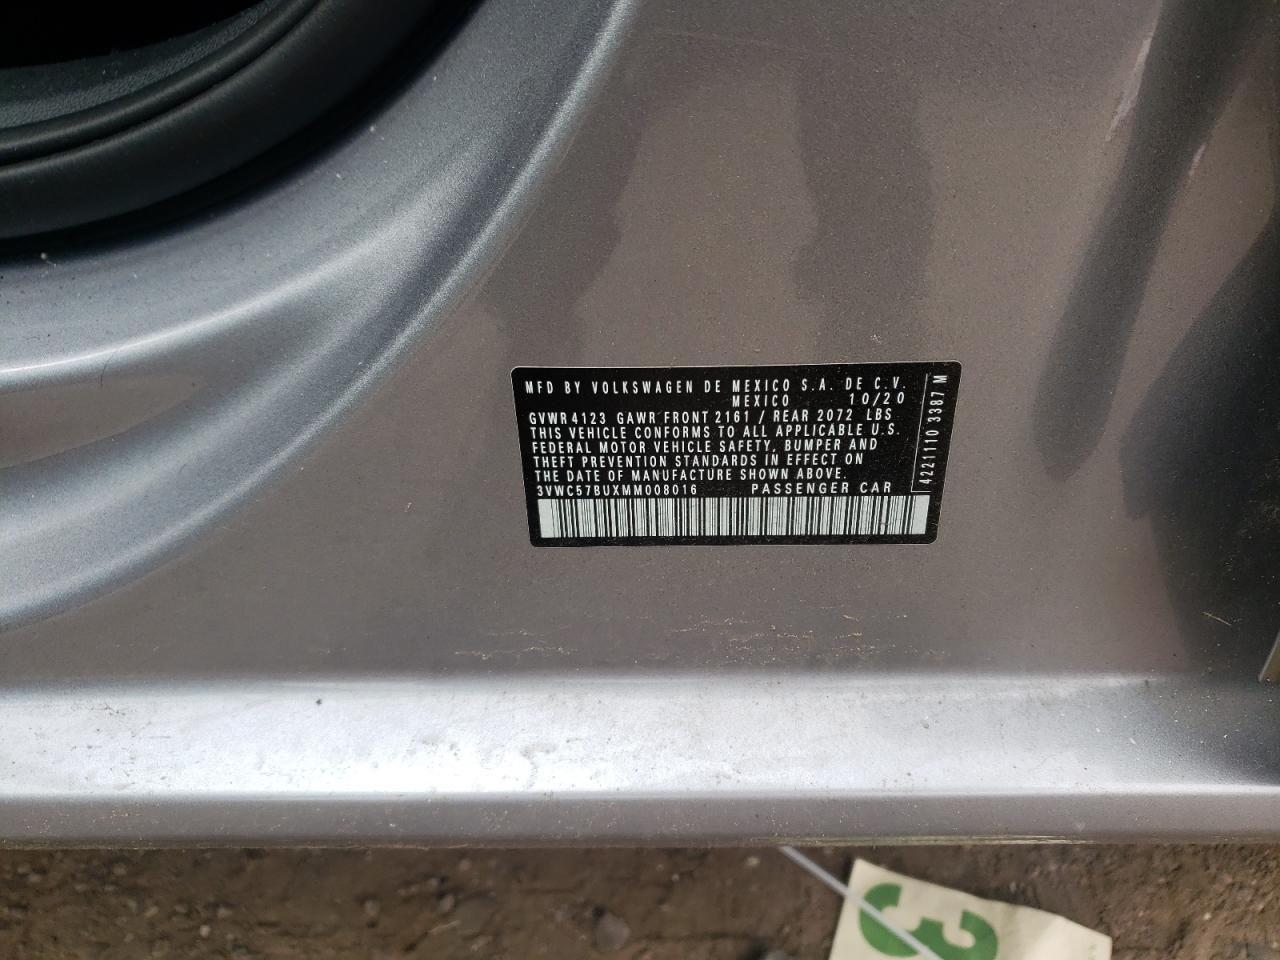 MFD BY VOLKSWAGEN DE MEXICO S.A. DE C.V.
MEXICO 10/20
GVWR 4123 GAWR FRONT 2161 / REAR 2072 LBS
THIS VEHICLE CONFORMS TO ALL APPLICABLE U.S.
FEDERAL MOTOR VEHICLE SAFETY, BUMPER AND
THEFT PREVENTION STANDARDS IN EFFECT ON
THE DATE OF MANUFACTURE SHOWN ABOVE.
3VWC57BUXMM008016 PASSENGER CAR
4221110 3387 M
3